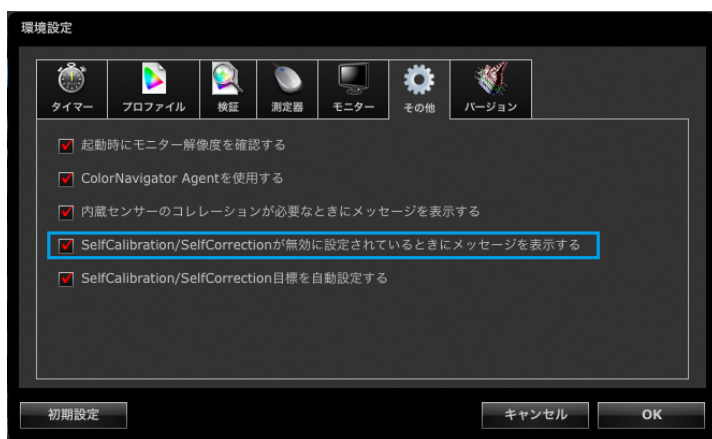 環境設定
タイマー
プロファイル
検証
測定器
モニター
その他
バージョン
起動時にモニター解像度を確認する
ColorNavigator Agentを使用する
内蔵センサーのコレレーションが必要なときにメッセージを表示する
SelfCalibration/SelfCorrectionが無効に設定されているときにメッセージを表示する
SelfCalibration/SelfCorrection目標を自動設定する
初期設定
キャンセル
OK